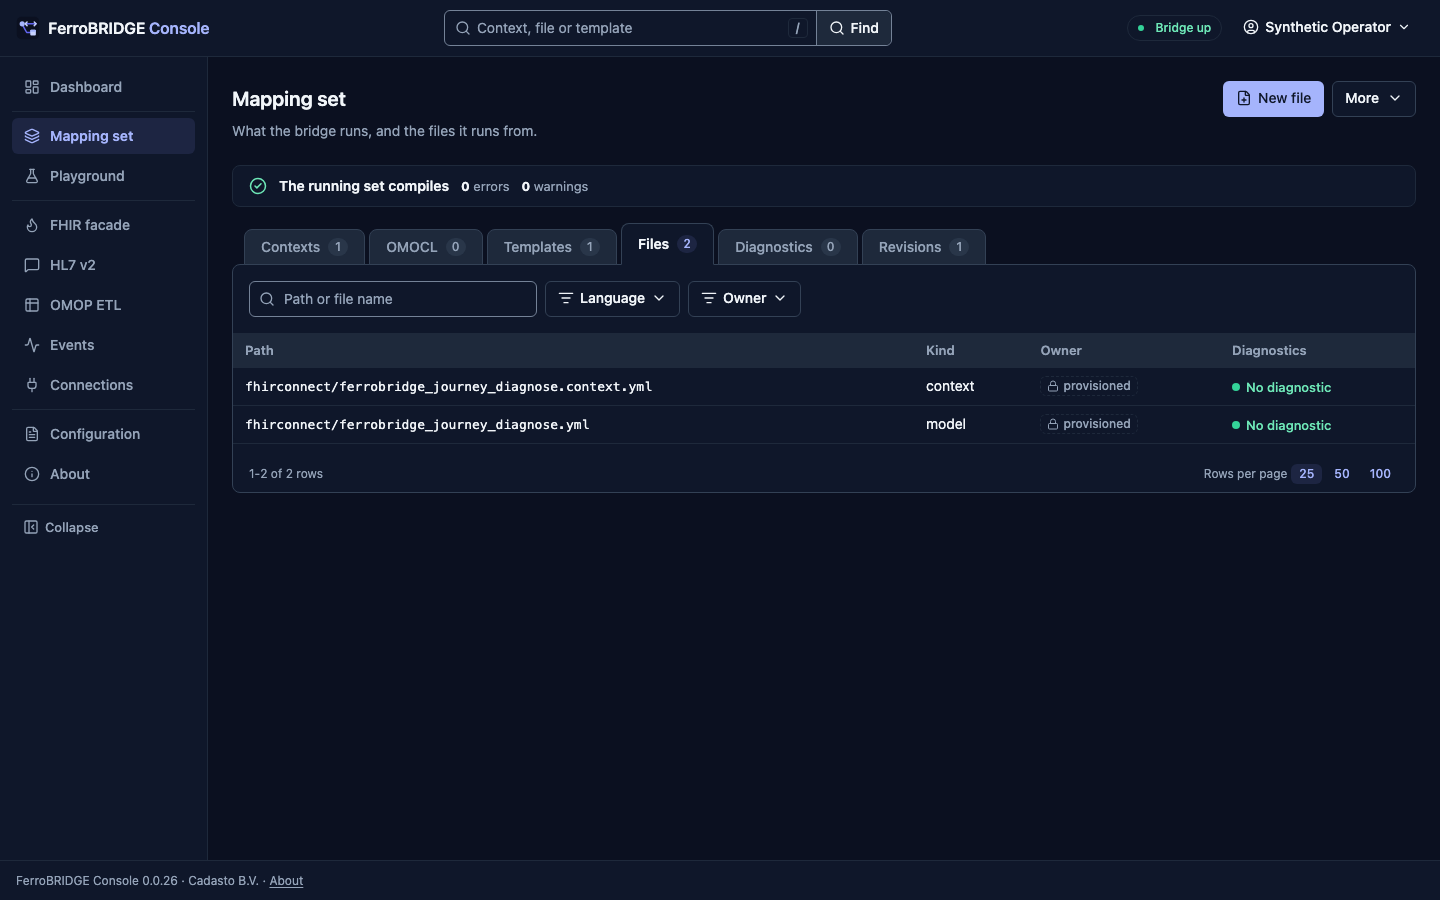 FerroBRIDGE Console
Context, file or template
/
Find
Bridge up
Synthetic Operator
Dashboard
Mapping set
Playground
FHIR facade
HL7 v2
OMOP ETL
Events
Connections
Configuration
About
Collapse
Mapping set
What the bridge runs, and the files it runs from.
New file
More
The running set compiles 0 errors 0 warnings
Contexts 1
OMOCL 0
Templates 1
Files 2
Diagnostics 0
Revisions 1
Path or file name
Language
Owner
Path Kind Owner Diagnostics
fhirconnect/ferrobridge_journey_diagnose.context.yml context provisioned No diagnostic
fhirconnect/ferrobridge_journey_diagnose.yml model provisioned No diagnostic
1-2 of 2 rows
Rows per page 25 50 100
FerroBRIDGE Console 0.0.26 · Cadasto B.V. · About